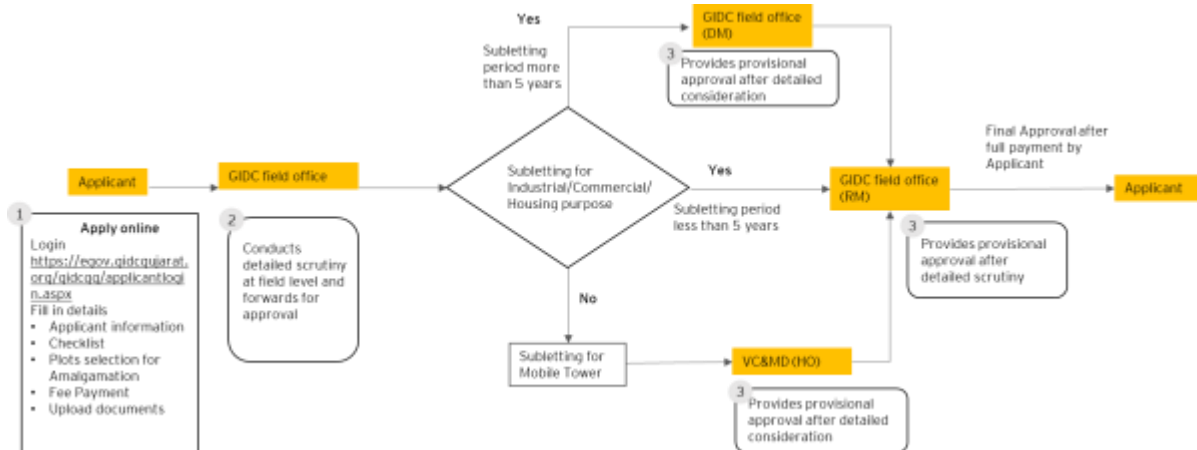 Yes
Subletting
period more
than 5 years
GIDC field office
(DM)
3
Provides provisional
approval after detailed
consideration
Applicant
GIDC field office
Subletting for
Industrial/Commercial/
Housing purpose
Yes
Subletting period
less than 5 years
GIDC field office
(RM)
Final Approval after
full payment by
Applicant
Applicant
1
Apply online
Login
https://egov.gidcgujarat.
org/gidcgg/applicantlogi
n.aspx
Fill in details
• Applicant information
• Checklist
• Plots selection for
Amalgamation
• Fee Payment
• Upload documents
2
Conducts
detailed scrutiny
at field level and
forwards for
approval
3
Provides provisional
approval after
detailed scrutiny
No
Subletting for
Mobile Tower
VC&MD (HO)
3
Provides provisional
approval after detailed
consideration